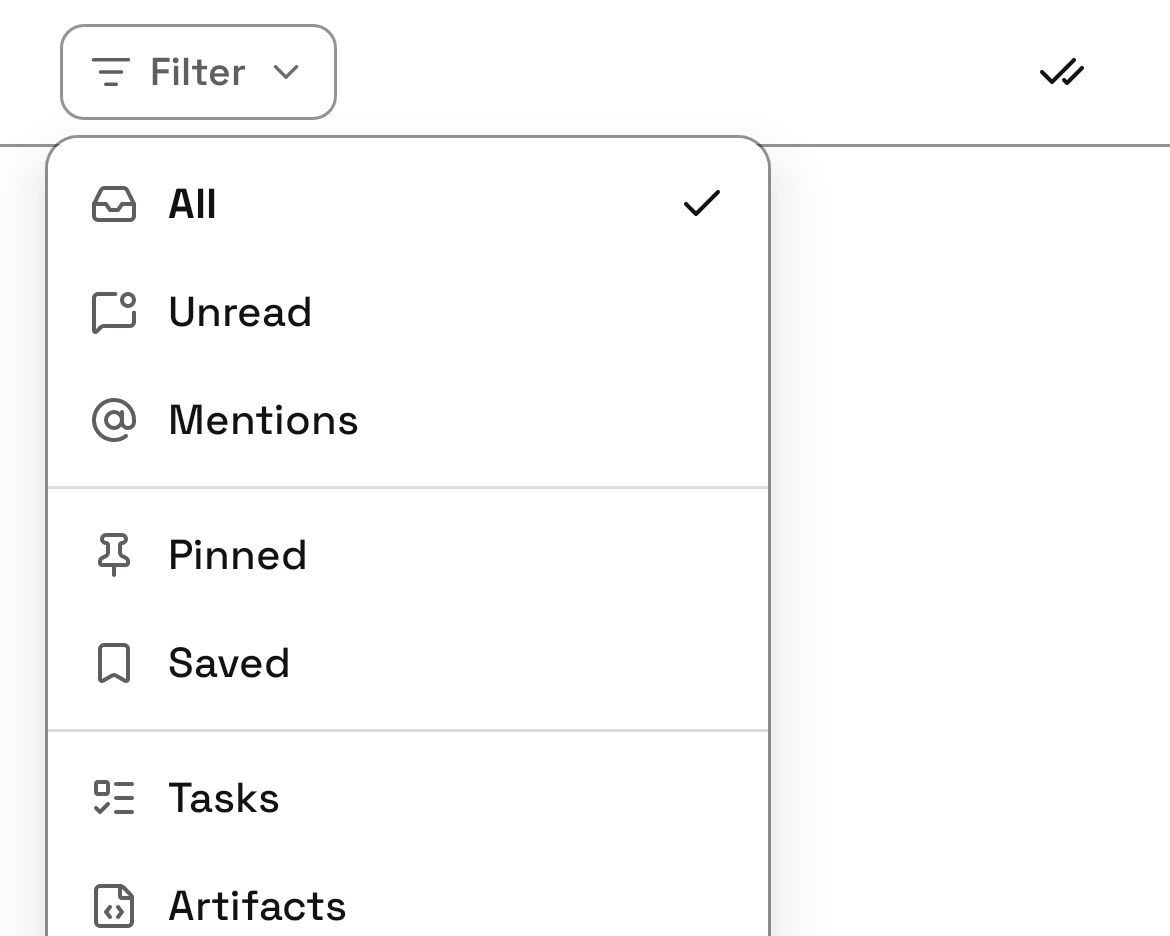 Filter
All
Unread
Mentions
Pinned
Saved
Tasks
Artifacts